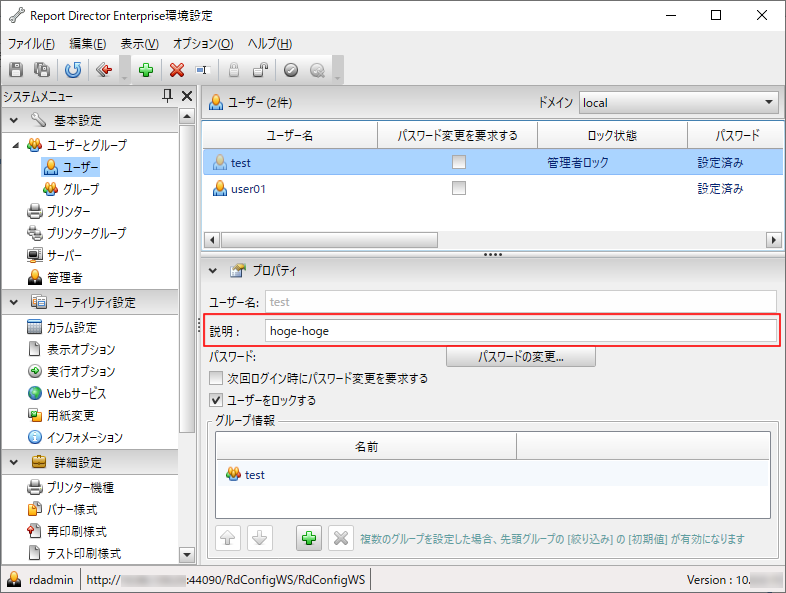 Report Director Enterprise環境設定
ファイル(F) 編集(E) 表示(V) オプション(O) ヘルプ(H)
システムメニュー
基本設定
ユーザーとグループ
ユーザー
グループ
プリンター
プリンターグループ
サーバー
管理者
ユーティリティ設定
カラム設定
表示オプション
実行オプション
Webサービス
用紙変更
インフォメーション
詳細設定
プリンター機種
バナー様式
再印刷様式
テスト印刷様式
ユーザー (2件) ドメイン local
ユーザー名 パスワード変更を要求する ロック状態 パスワード
test 管理者ロック 設定済み
user01 設定済み
プロパティ
ユーザー名: test
説明 : hoge-hoge
パスワード: パスワードの変更...
次回ログイン時にパスワード変更を要求する
ユーザーをロックする
グループ情報
名前
test
複数のグループを設定した場合、先頭グループの [絞り込み] の [初期値] が有効になります
rdadmin http:// :44090/RdConfigWS/RdConfigWS Version : 10.